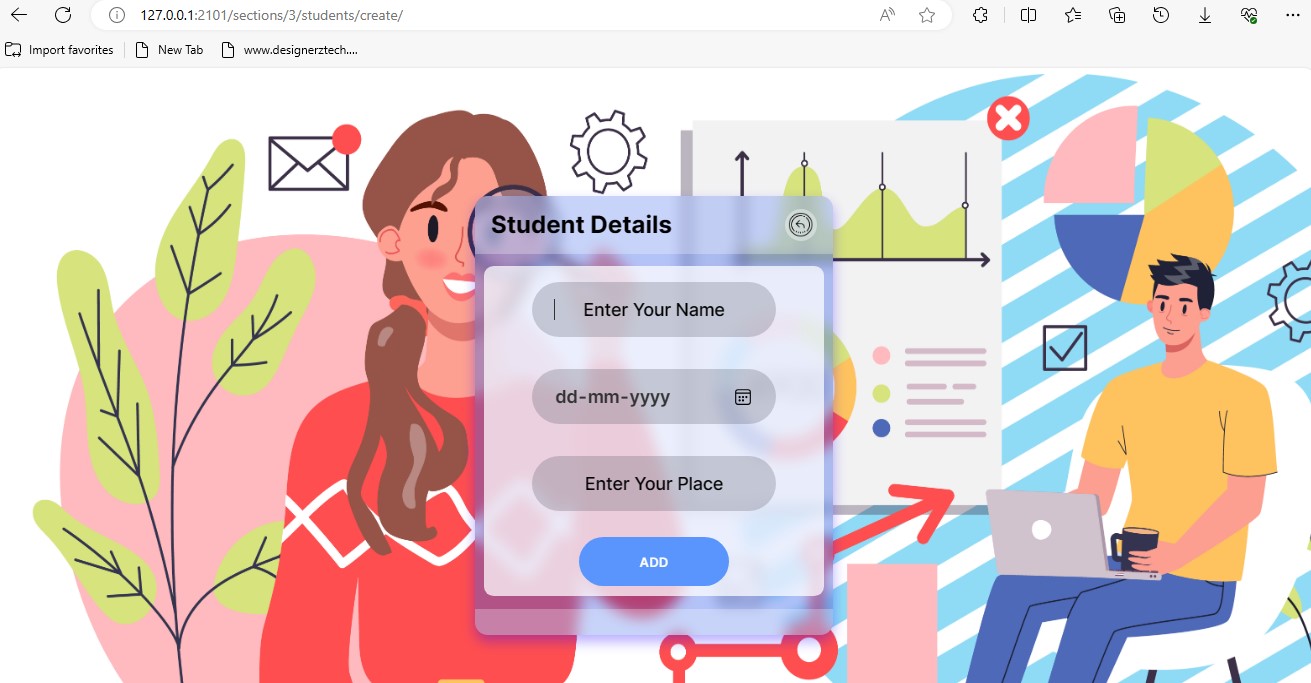 127.0.0.1:2101/sections/3/students/create/
Import favorites
New Tab
www.designerztech....
Student Details
Enter Your Name
dd-mm-yyyy
Enter Your Place
ADD